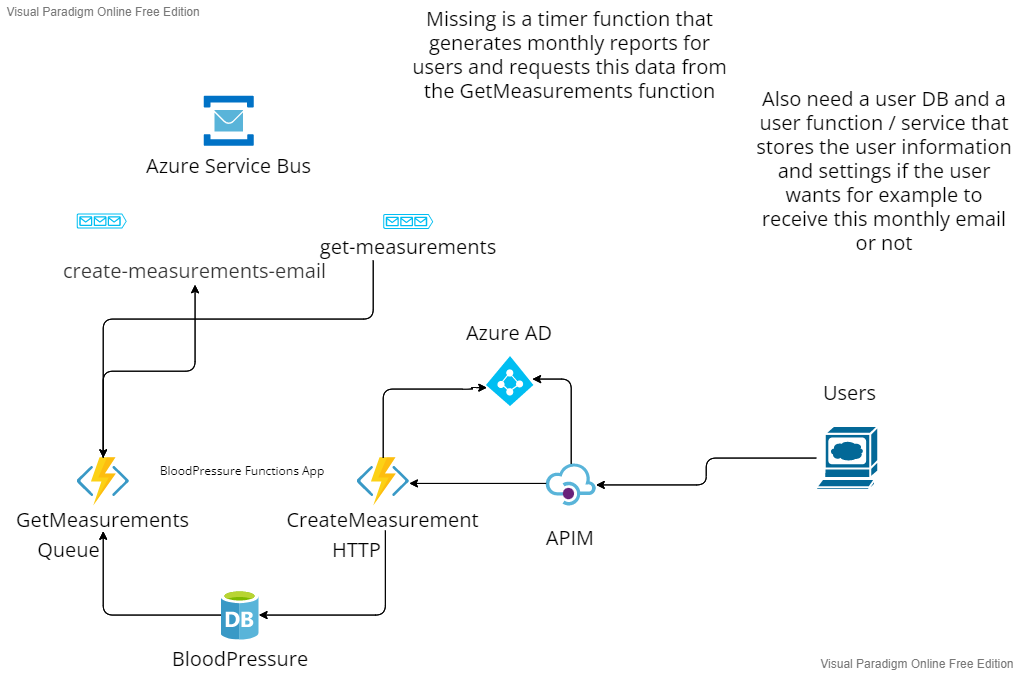 Visual Paradigm Online Free Edition
Missing is a timer function that
generates monthly reports for
users and requests this data from
the GetMeasurements function
Also need a user DB and a
user function / service that
stores the user information
and settings if the user
wants for example to
receive this monthly email
or not
Azure Service Bus
get-measurements
create-measurements-email
Azure AD
Users
BloodPressure Functions App
GetMeasurements
Queue
CreateMeasurement
HTTP
APIM
DB
BloodPressure
Visual Paradigm Online Free Edition